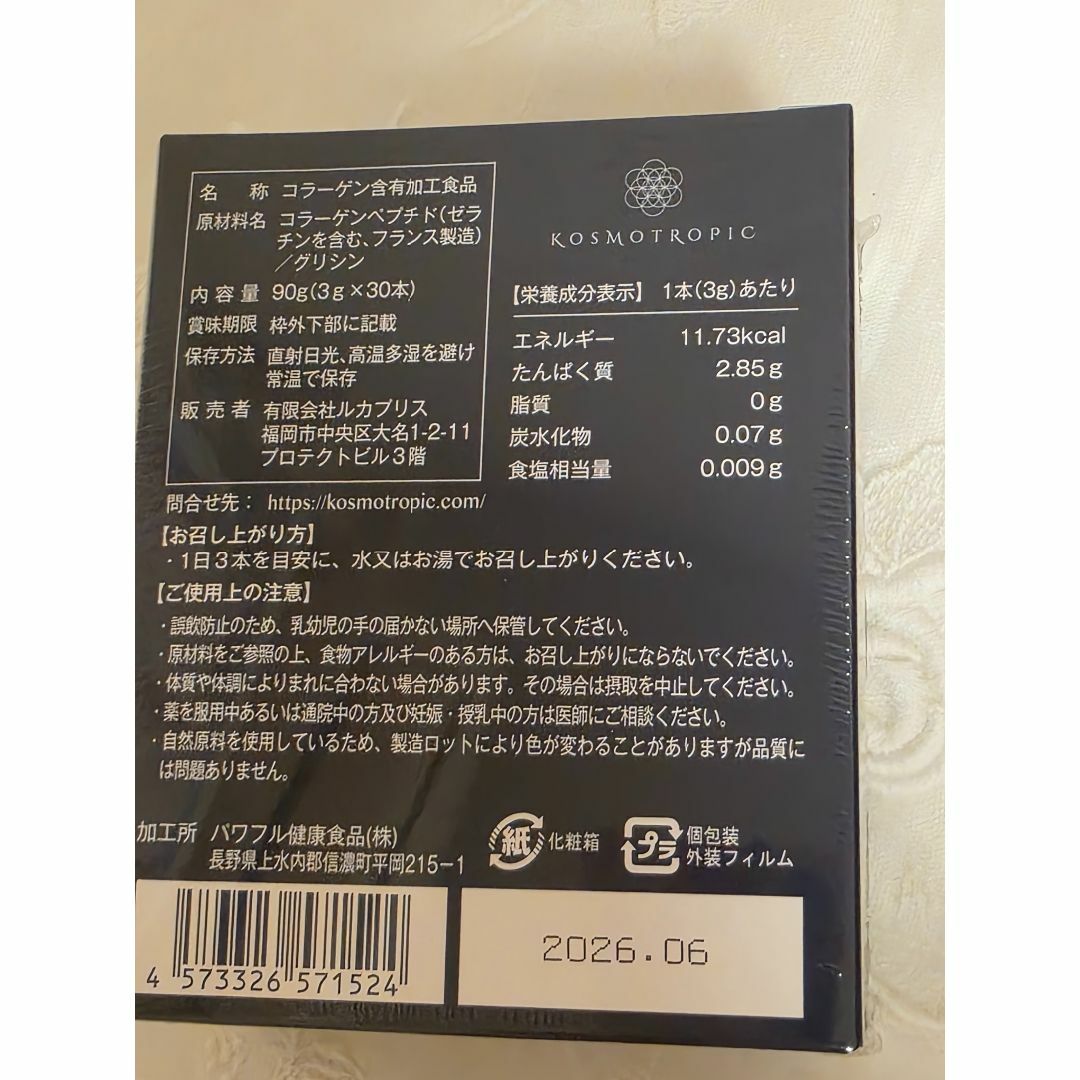 名 称 コラーゲン含有加工食品
原材料名 コラーゲンペプチド(ゼラ
チンを含む、フランス製造)
/グリシン
内容量 90g(3g×30本)
賞味期限 枠外下部に記載
保存方法 直射日光、高温多湿を避け
常温で保存
販売者 有限会社ルカプリス
福岡市中央区大名1-2-11
プロテクトビル3階
問合せ先: https://kosmotropic.com/
KOSMOTROPIC
【栄養成分表示】 1本(3g)あたり
エネルギー 11.73kcal
たんぱく質 2.85g
脂質 0g
炭水化物 0.07g
食塩相当量 0.009g
【お召し上がり方】
・1日3本を目安に、水又はお湯でお召し上がりください。
【ご使用上の注意】
・誤飲防止のため、乳幼児の手の届かない場所へ保管してください。
・原材料をご参照の上、食物アレルギーのある方は、お召し上がりにならないでください。
・体質や体調によりまれに合わない場合があります。その場合は摂取を中止してください。
・薬を服用中あるいは通院中の方及び妊娠・授乳中の方は医師にご相談ください。
・自然原料を使用しているため、製造ロットにより色が変わることがありますが品質に
は問題ありません。
加工所 パワフル健康食品(株)
長野県上水内郡信濃町平岡215-1
紙 化粧箱
プラ 個包装
外装フィルム
4 573326 571524
2026.06